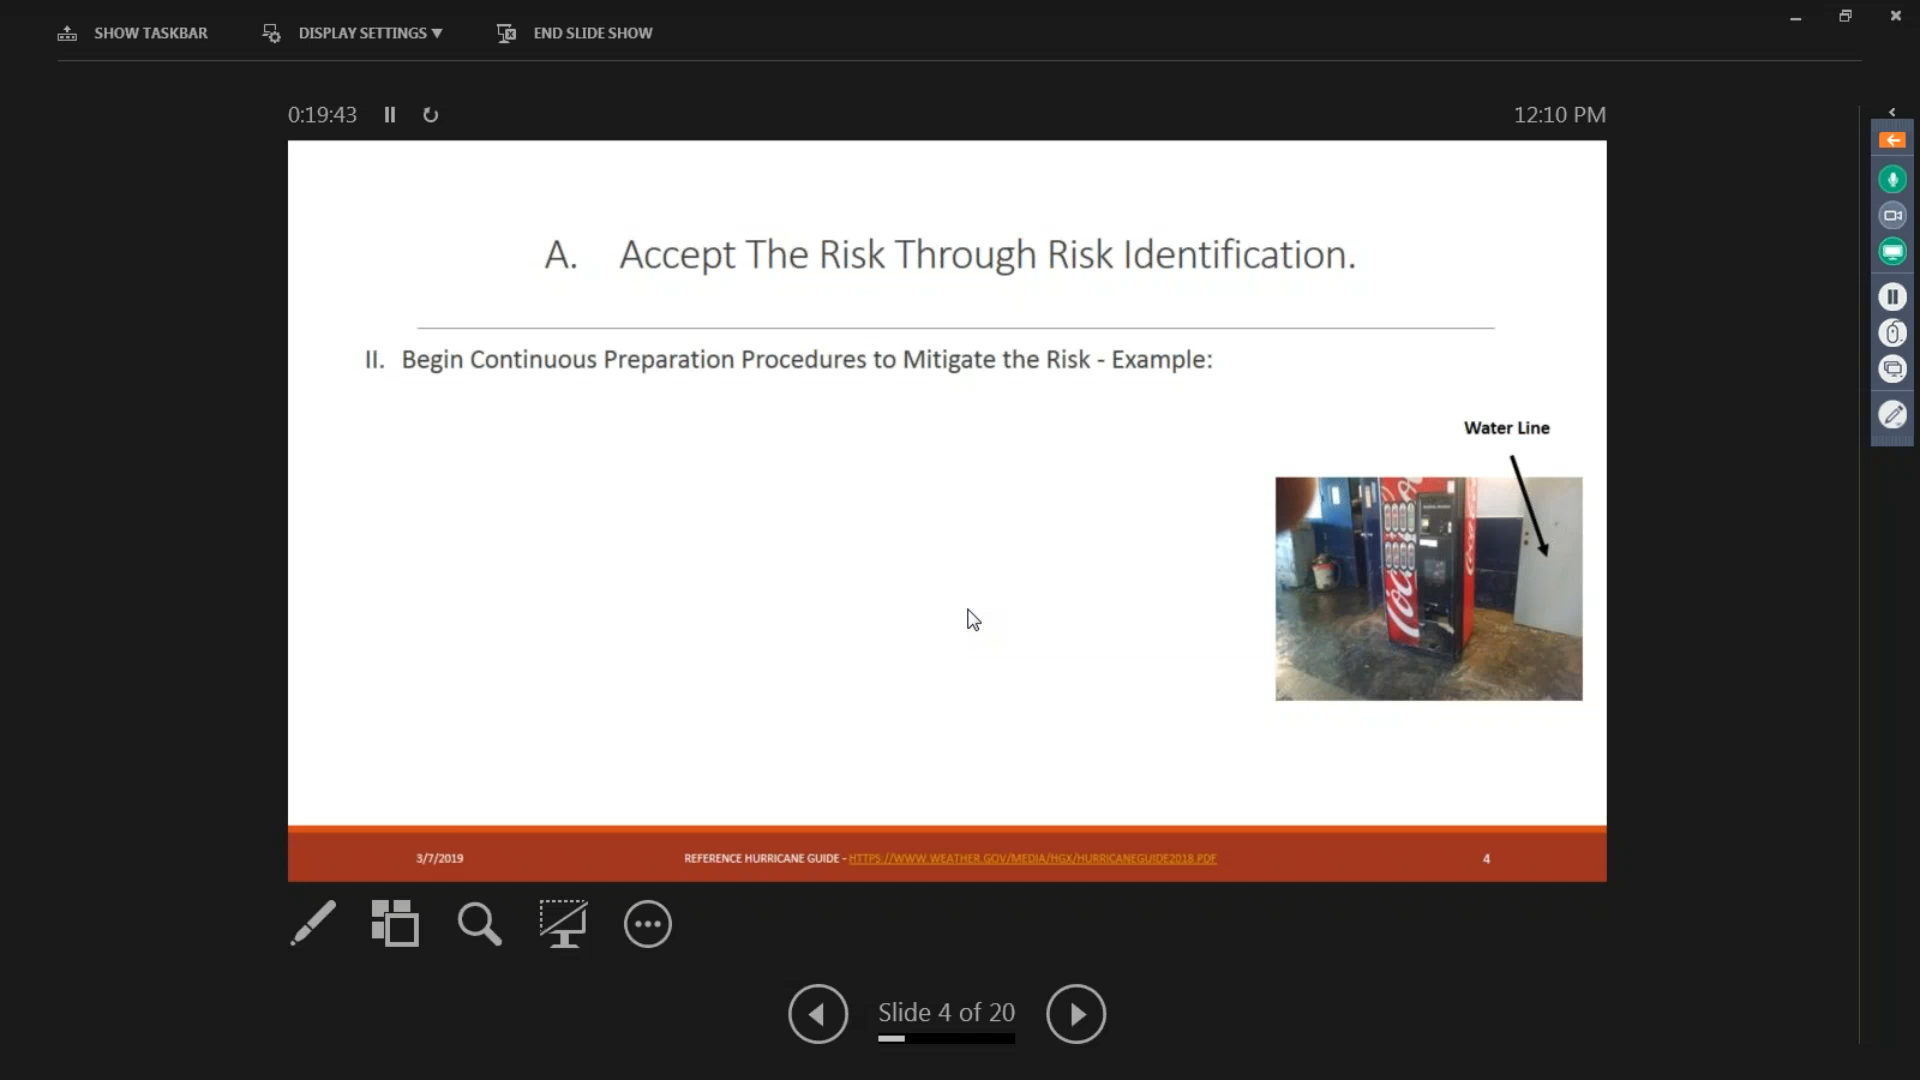 SHOW TASKBAR
DISPLAY SETTINGS ▼
END SLIDE SHOW
0:19:43
12:10 PM
A. Accept The Risk Through Risk Identification.
II. Begin Continuous Preparation Procedures to Mitigate the Risk - Example:
Water Line
3/7/2019
REFERENCE HURRICANE GUIDE - HTTPS://WWW.WEATHER.GOV/MEDIA/HGX/HURRICANEGUIDE2018.PDF
4
Slide 4 of 20